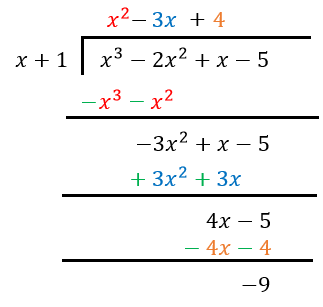 x² − 3x + 4
x + 1 x³ − 2x² + x − 5
−x³ − x²
−3x² + x − 5
+ 3x² + 3x
4x − 5
− 4x − 4
−9